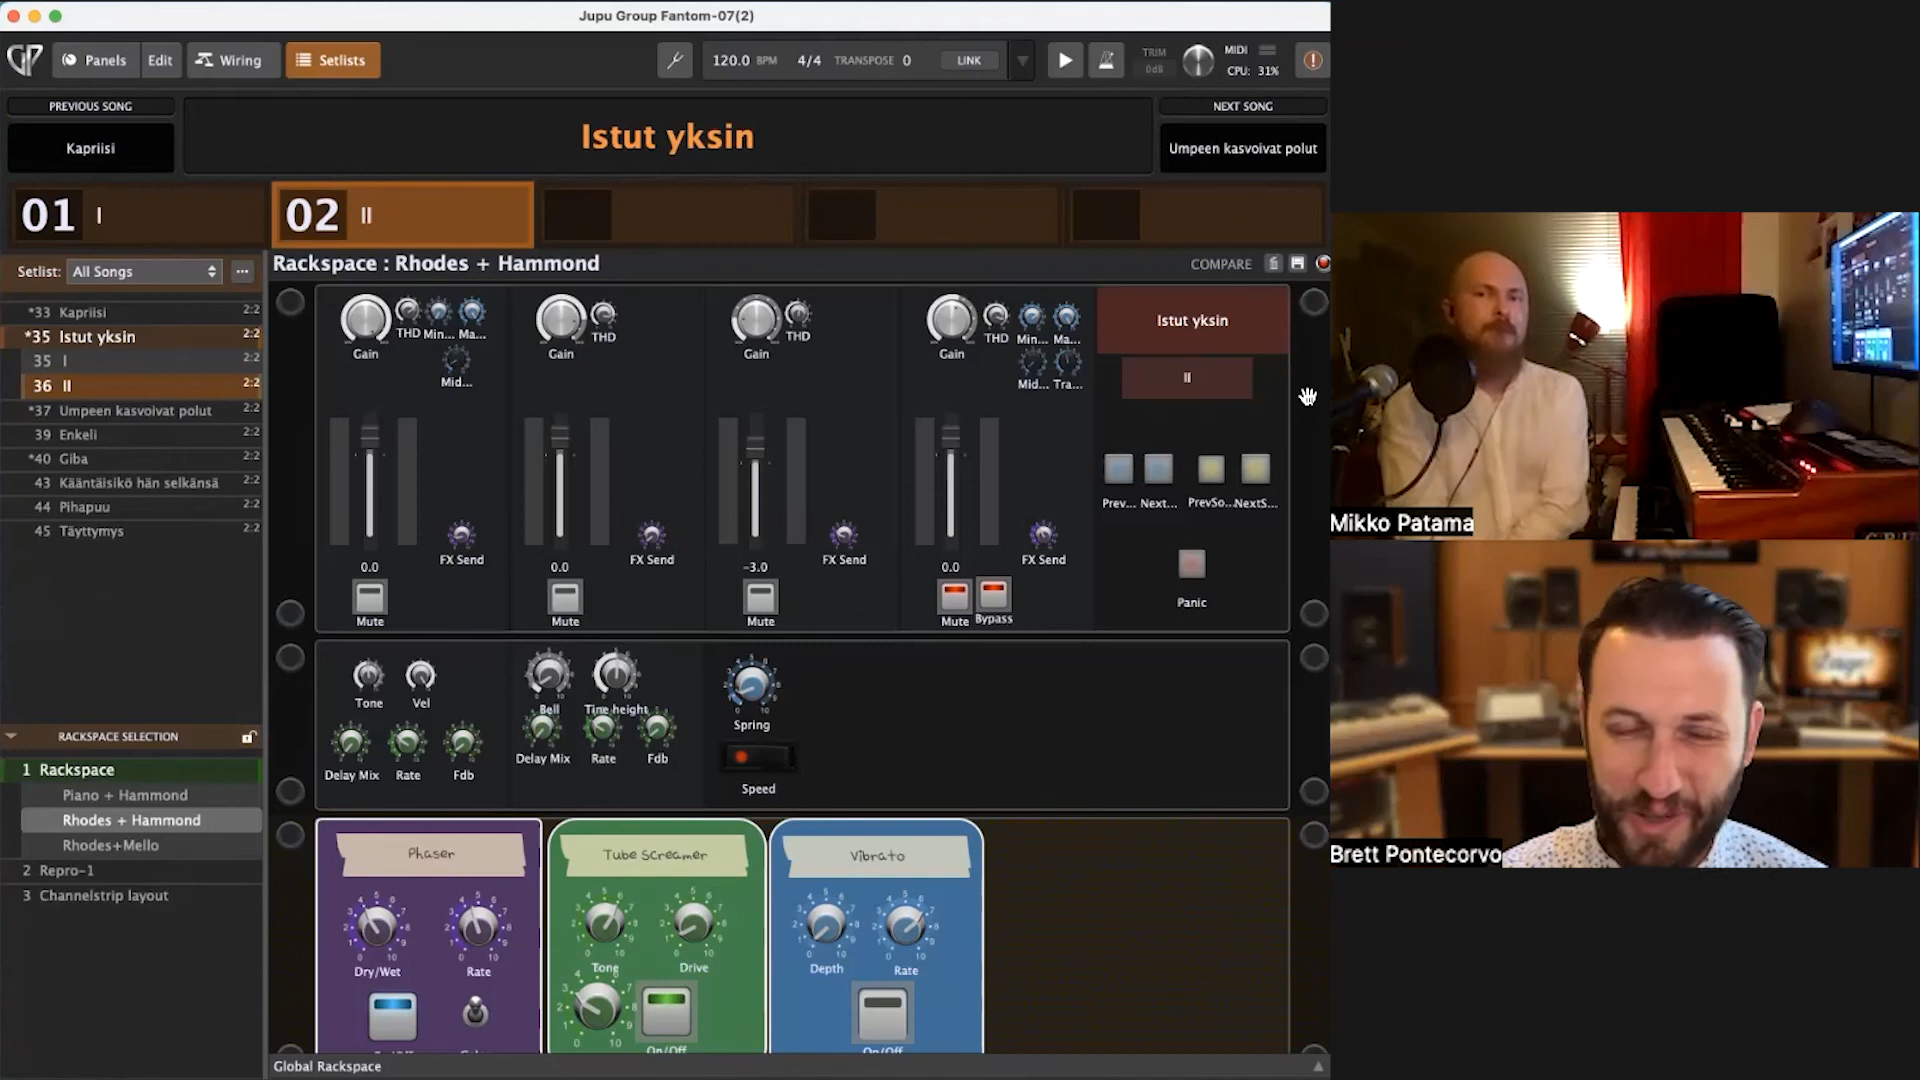 Jupu Group Fantom-07(2)
GP
Panels
Edit
Wiring
Setlists
120.0 BPM
4/4
TRANSPOSE 0
LINK
TRIM
0dB
MIDI
CPU: 31%
PREVIOUS SONG
Kapriisi
Istut yksin
NEXT SONG
Umpeen kasvoivat polut
01 I
02 II
Setlist: All Songs
*33 Kapriisi 2:2
*35 Istut yksin 2:2
35 I 2:2
36 II 2:2
*37 Umpeen kasvoivat polut 2:2
39 Enkeli 2:2
*40 Giba 2:2
43 Kääntäisikö hän selkänsä 2:2
44 Pihapuu 2:2
45 Täyttymys 2:2
RACKSPACE SELECTION
1 Rackspace
Piano + Hammond
Rhodes + Hammond
Rhodes+Mello
2 Repro-1
3 Channelstrip layout
Rackspace : Rhodes + Hammond
COMPARE
Gain THD Min... Ma...
Mid...
Gain THD
Gain THD
Gain THD Min... Ma...
Mid... Tra...
Istut yksin
II
Prev... Next... PrevSo... NextS...
Panic
FX Send
FX Send
FX Send
FX Send
0.0
0.0
-3.0
0.0
Mute
Mute
Mute
Mute Bypass
Tone Vel
Delay Mix Rate Fdb
Bell Tine height
Delay Mix Rate Fdb
Spring
Speed
Phaser
Dry/Wet Rate
Tube Screamer
Tone Drive
On/Off
Vibrato
Depth Rate
On/Off
Global Rackspace
Mikko Patama
Brett Pontecorvo